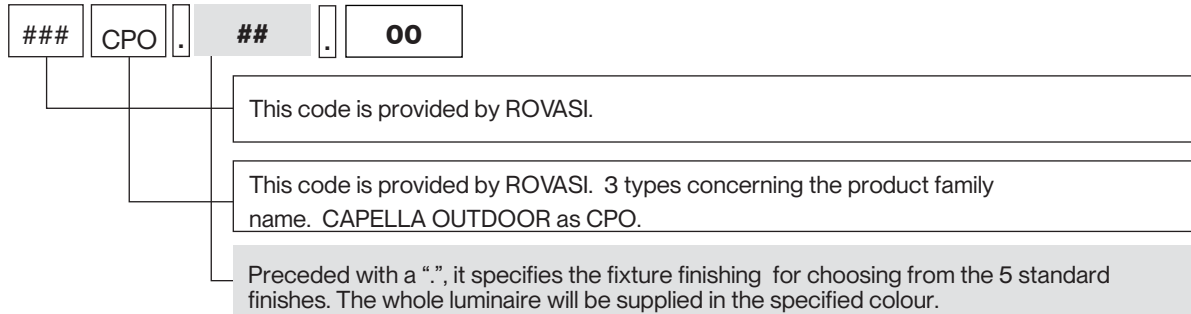 ### CPO . ## . 00
This code is provided by ROVASI.
This code is provided by ROVASI. 3 types concerning the product family
name. CAPELLA OUTDOOR as CPO.
Preceded with a “.”, it specifies the fixture finishing for choosing from the 5 standard
finishes. The whole luminaire will be supplied in the specified colour.